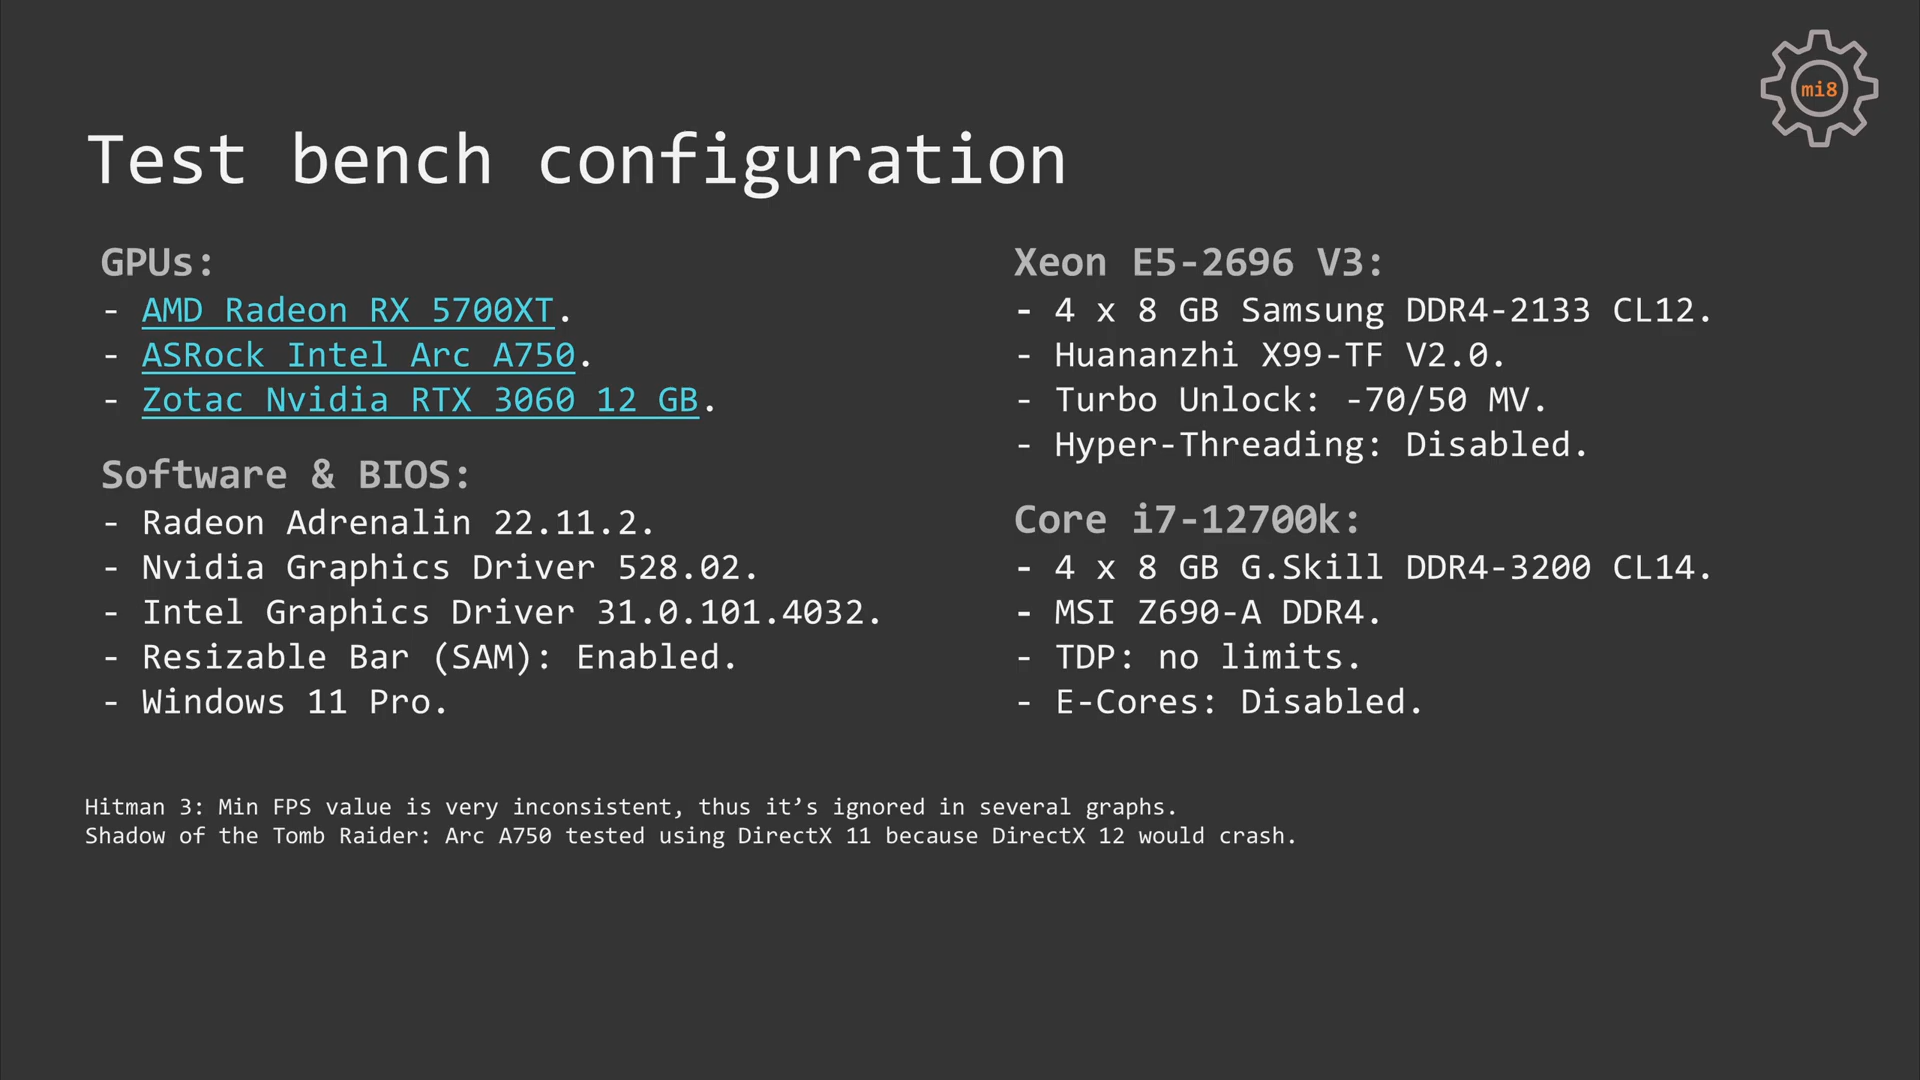 mi8
Test bench configuration
GPUs:
- AMD Radeon RX 5700XT.
- ASRock Intel Arc A750.
- Zotac Nvidia RTX 3060 12 GB.
Software & BIOS:
- Radeon Adrenalin 22.11.2.
- Nvidia Graphics Driver 528.02.
- Intel Graphics Driver 31.0.101.4032.
- Resizable Bar (SAM): Enabled.
- Windows 11 Pro.
Xeon E5-2696 V3:
- 4 x 8 GB Samsung DDR4-2133 CL12.
- Huananzhi X99-TF V2.0.
- Turbo Unlock: -70/50 MV.
- Hyper-Threading: Disabled.
Core i7-12700k:
- 4 x 8 GB G.Skill DDR4-3200 CL14.
- MSI Z690-A DDR4.
- TDP: no limits.
- E-Cores: Disabled.
Hitman 3: Min FPS value is very inconsistent, thus it’s ignored in several graphs.
Shadow of the Tomb Raider: Arc A750 tested using DirectX 11 because DirectX 12 would crash.